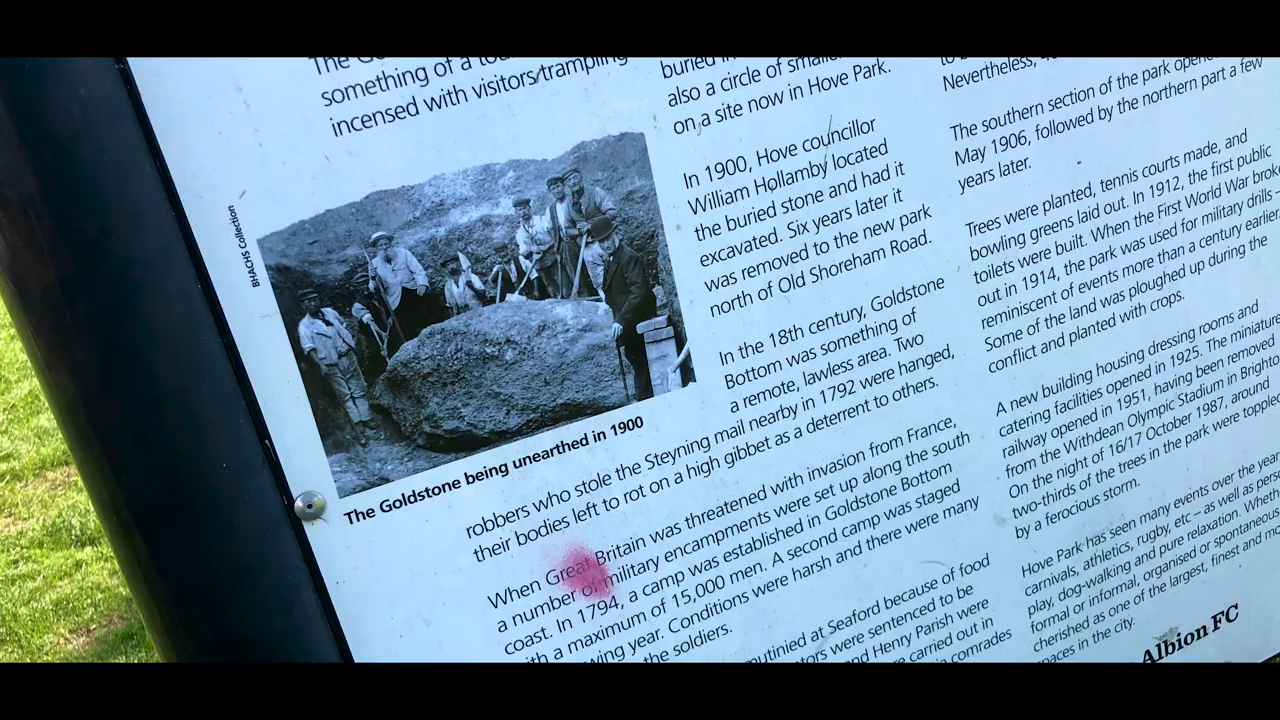 something of a
incensed with visitors trampling
BHACHS Collection
The Goldstone being unearthed in 1900
also a circle of smaller
on a site now in Hove Park.
In 1900, Hove councillor
William Hollamby located
the buried stone and had it
excavated. Six years later it
was removed to the new park
north of Old Shoreham Road.
In the 18th century, Goldstone
Bottom was something of
a remote, lawless area. Two
robbers who stole the Steyning mail nearby in 1792 were hanged,
their bodies left to rot on a high gibbet as a deterrent to others.
When Great Britain was threatened with invasion from France,
a number of military encampments were set up along the south
coast. In 1794, a camp was established in Goldstone Bottom
with a maximum of 15,000 men. A second camp was staged
year. Conditions were harsh and there were many
the soldiers.
mutinied at Seaford because of food
were sentenced to be
and Henry Parish were
carried out in
comrades
Nevertheless,
The southern section of the park opened
May 1906, followed by the northern part a few
years later.
Trees were planted, tennis courts made, and
bowling greens laid out. In 1912, the first public
toilets were built. When the First World War broke
out in 1914, the park was used for military drills
reminiscent of events more than a century earlier
Some of the land was ploughed up during the
conflict and planted with crops.
A new building housing dressing rooms and
catering facilities opened in 1925. The miniature
railway opened in 1951, having been removed
from the Withdean Olympic Stadium in Brighton
On the night of 16/17 October 1987, around
two-thirds of the trees in the park were toppled
by a ferocious storm.
Hove Park has seen many events over the year
carnivals, athletics, rugby, etc – as well as
play, dog-walking and pure relaxation.
formal or informal, organised or spontaneous
cherished as one of the largest, finest and
spaces in the city.
Albion FC